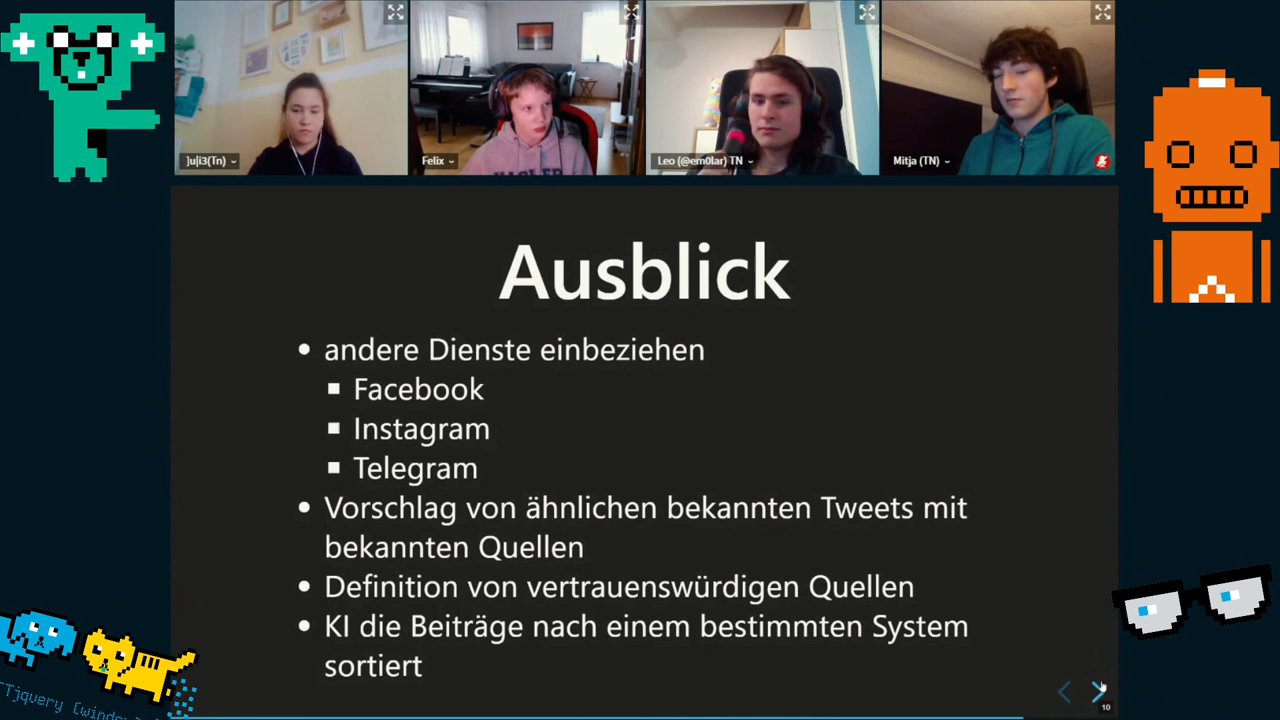 ]u|i3(Tn)
Felix
Leo (@em0lar) TN
Mitja (TN)
Ausblick
andere Dienste einbeziehen
Facebook
Instagram
Telegram
Vorschlag von ähnlichen bekannten Tweets mit
bekannten Quellen
Definition von vertrauenswürdigen Quellen
KI die Beiträge nach einem bestimmten System
sortiert
10